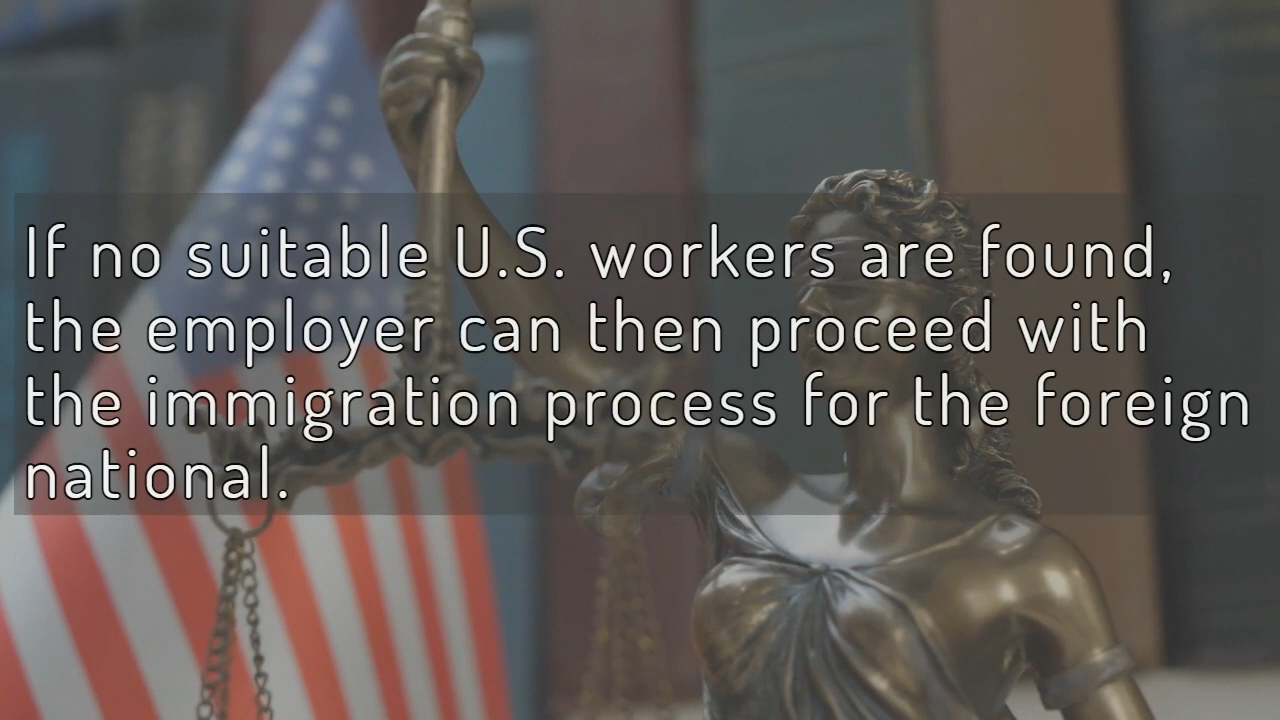 If no suitable U.S. workers are found,
the employer can then proceed with
the immigration process for the foreign
national.